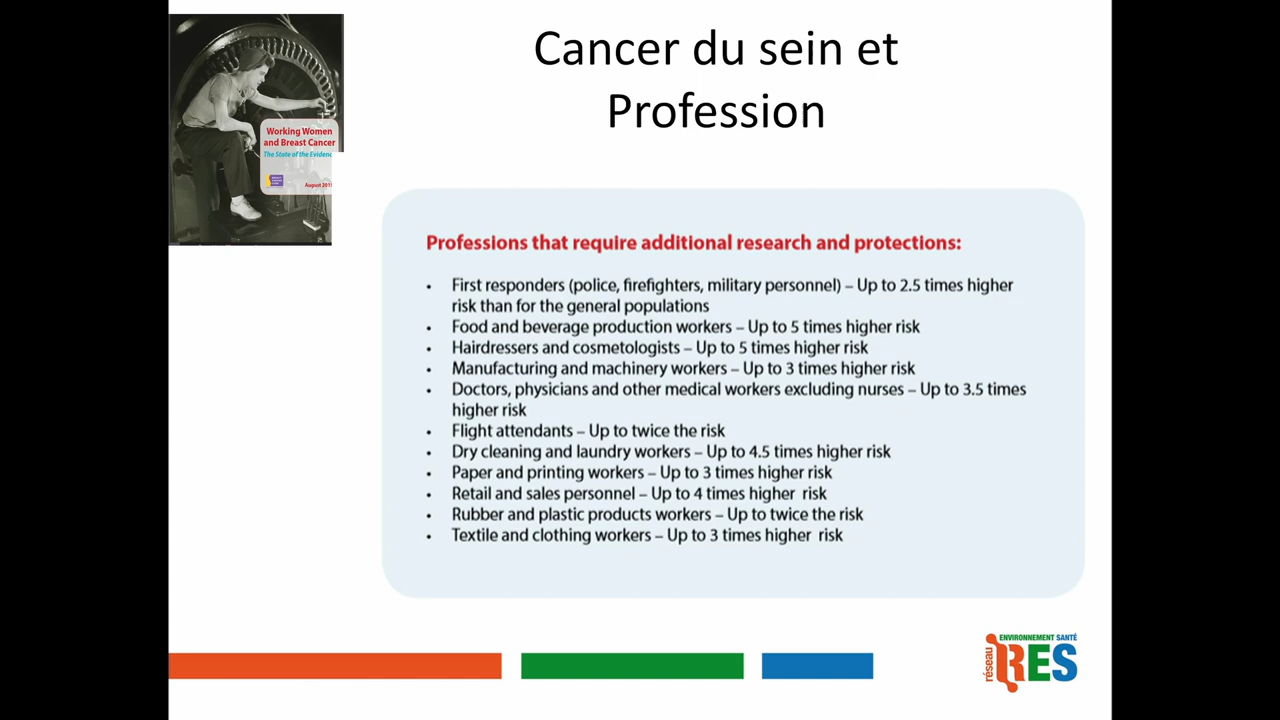 Cancer du sein et
Profession
Working Women
and Breast Cancer
The State of the Evidenc
August 201
Professions that require additional research and protections:
• First responders (police, firefighters, military personnel) – Up to 2.5 times higher
risk than for the general populations
• Food and beverage production workers – Up to 5 times higher risk
• Hairdressers and cosmetologists – Up to 5 times higher risk
• Manufacturing and machinery workers – Up to 3 times higher risk
• Doctors, physicians and other medical workers excluding nurses – Up to 3.5 times
higher risk
• Flight attendants – Up to twice the risk
• Dry cleaning and laundry workers – Up to 4.5 times higher risk
• Paper and printing workers – Up to 3 times higher risk
• Retail and sales personnel – Up to 4 times higher risk
• Rubber and plastic products workers – Up to twice the risk
• Textile and clothing workers – Up to 3 times higher risk
ENVIRONNEMENT SANTÉ
réseau
RES